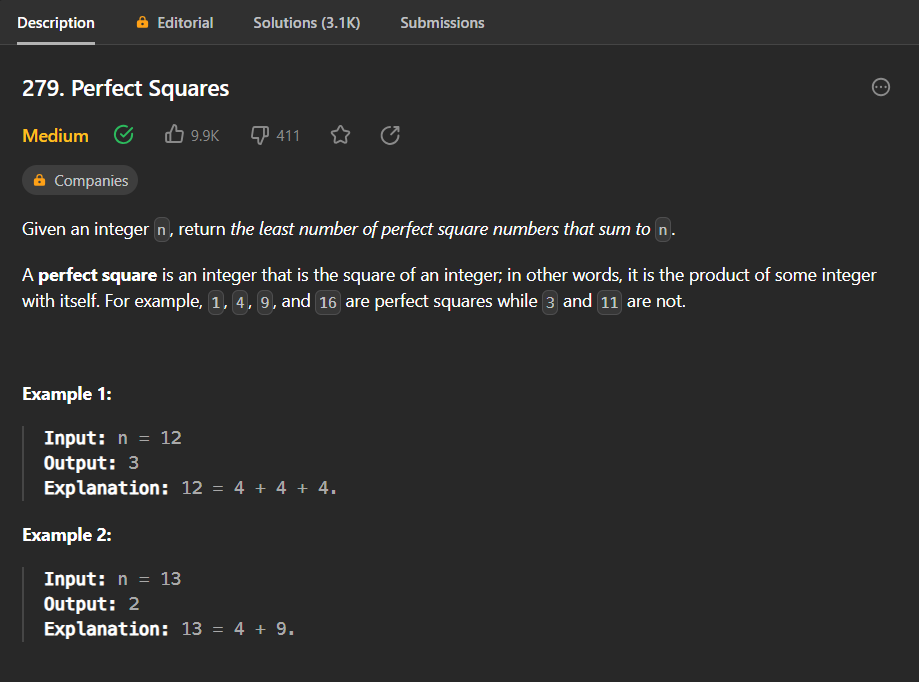 Description Editorial Solutions (3.1K) Submissions
279. Perfect Squares
Medium 9.9K 411
Companies
Given an integer n, return the least number of perfect square numbers that sum to n.
A perfect square is an integer that is the square of an integer; in other words, it is the product of some integer
with itself. For example, 1, 4, 9, and 16 are perfect squares while 3 and 11 are not.
Example 1:
Input: n = 12
Output: 3
Explanation: 12 = 4 + 4 + 4.
Example 2:
Input: n = 13
Output: 2
Explanation: 13 = 4 + 9.